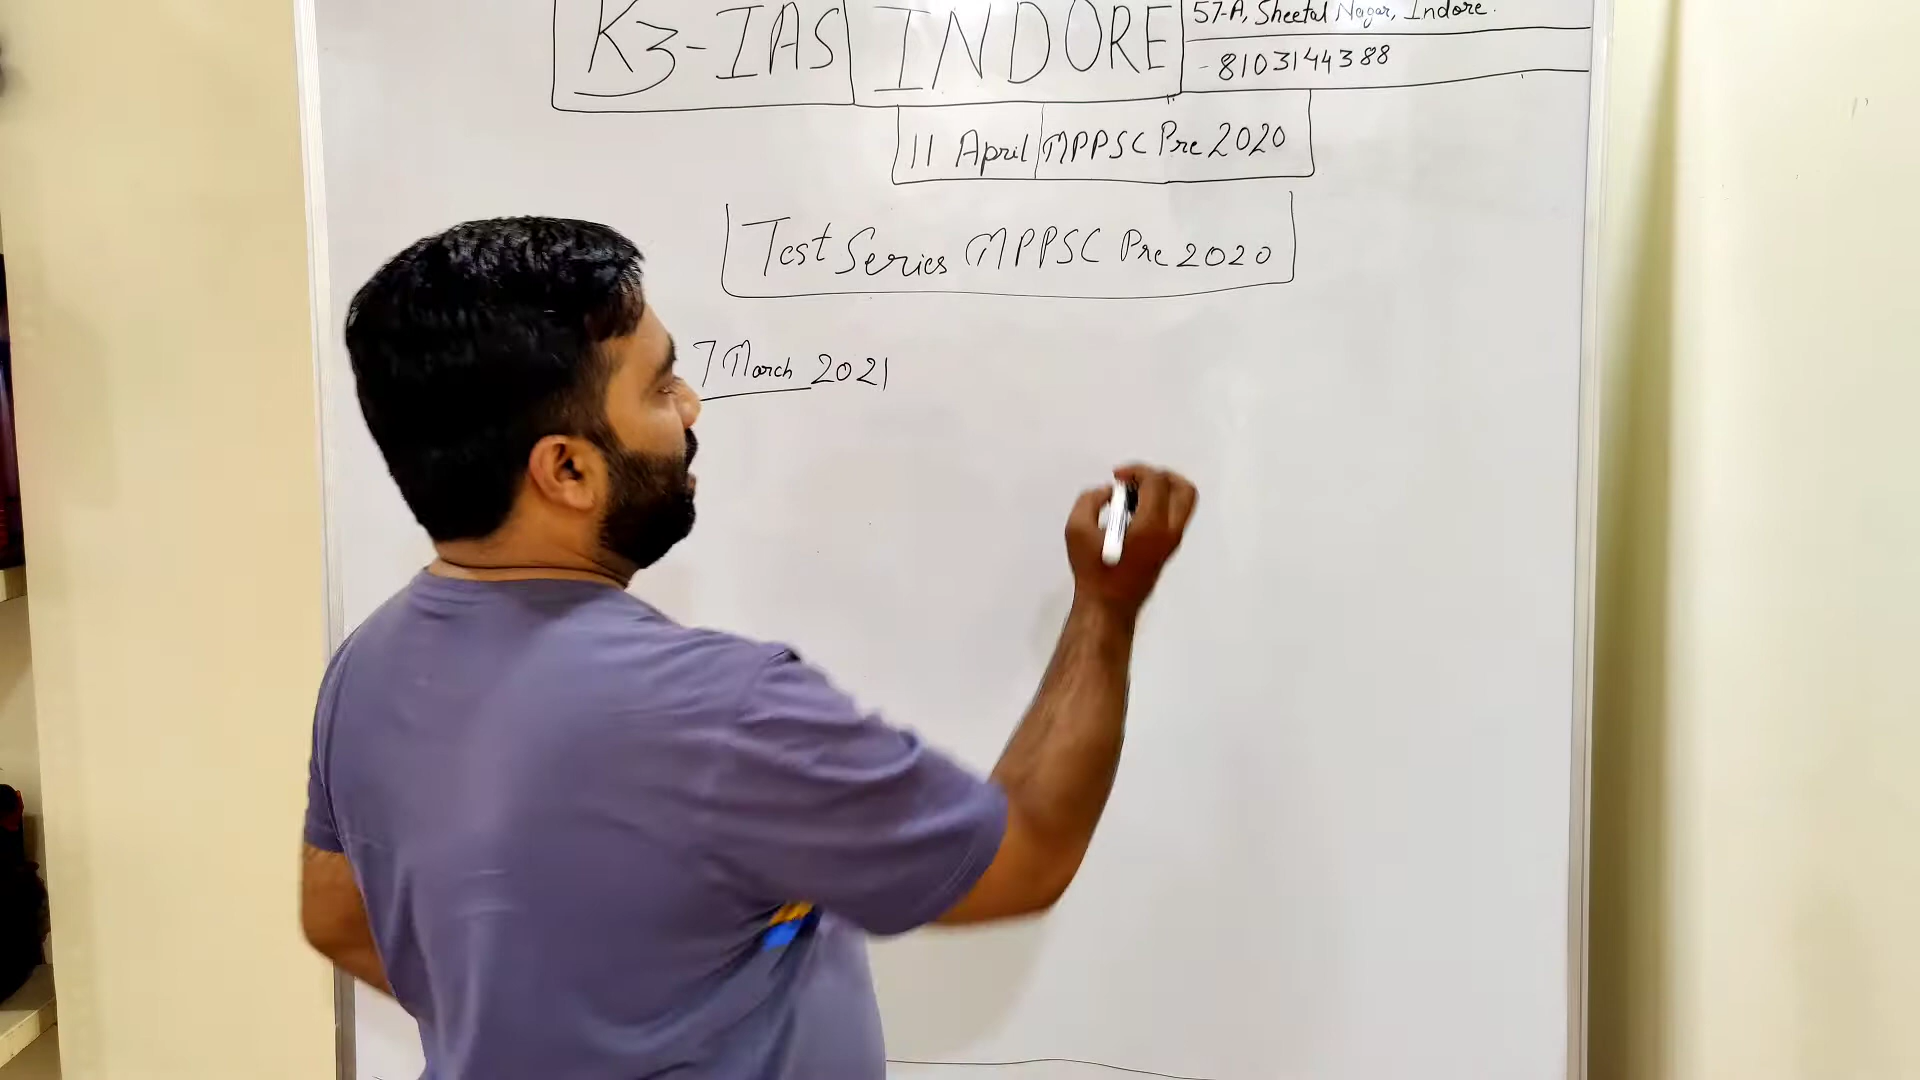 K3-IAS INDORE
57-A, Sheetal Nagar, Indore.
- 8103144388
11 April MPPSC Pre 2020
Test Series MPPSC Pre 2020
7 March 2021